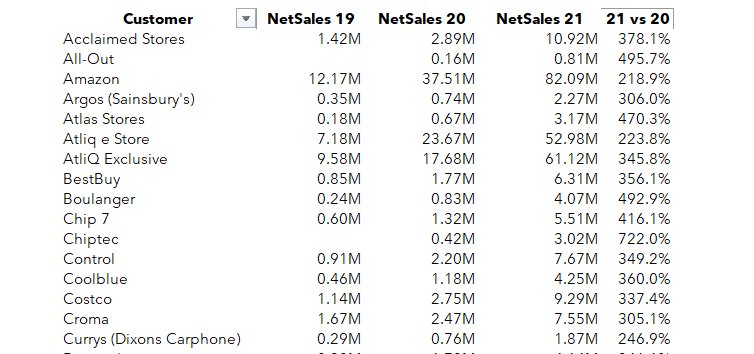 Customer NetSales 19 NetSales 20 NetSales 21 21 vs 20
Acclaimed Stores 1.42M 2.89M 10.92M 378.1%
All-Out 0.16M 0.81M 495.7%
Amazon 12.17M 37.51M 82.09M 218.9%
Argos (Sainsbury's) 0.35M 0.74M 2.27M 306.0%
Atlas Stores 0.18M 0.67M 3.17M 470.3%
Atliq e Store 7.18M 23.67M 52.98M 223.8%
AtliQ Exclusive 9.58M 17.68M 61.12M 345.8%
BestBuy 0.85M 1.77M 6.31M 356.1%
Boulanger 0.24M 0.83M 4.07M 492.9%
Chip 7 0.60M 1.32M 5.51M 416.1%
Chiptec 0.42M 3.02M 722.0%
Control 0.91M 2.20M 7.67M 349.2%
Coolblue 0.46M 1.18M 4.25M 360.0%
Costco 1.14M 2.75M 9.29M 337.4%
Croma 1.67M 2.47M 7.55M 305.1%
Currys (Dixons Carphone) 0.29M 0.76M 1.87M 246.9%